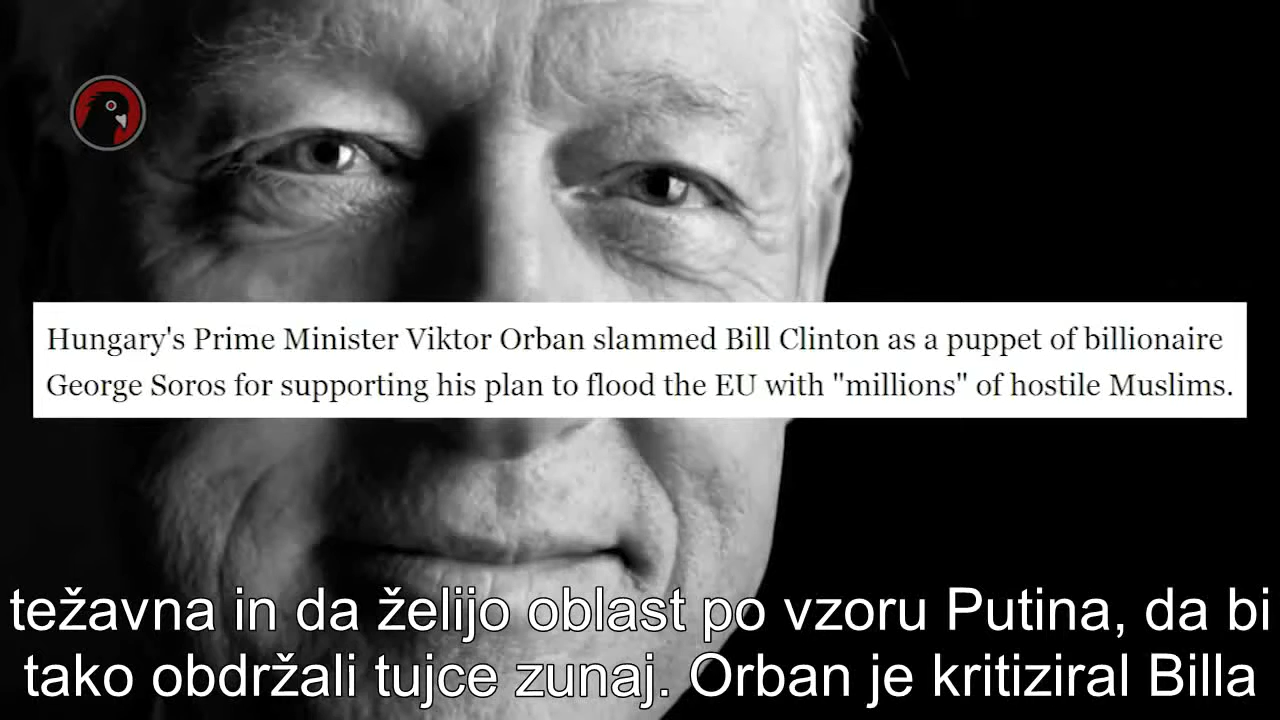 Hungary's Prime Minister Viktor Orban slammed Bill Clinton as a puppet of billionaire
George Soros for supporting his plan to flood the EU with "millions" of hostile Muslims.
težavna in da želijo oblast po vzoru Putina, da bi
tako obdržali tujce zunaj. Orban je kritiziral Billa